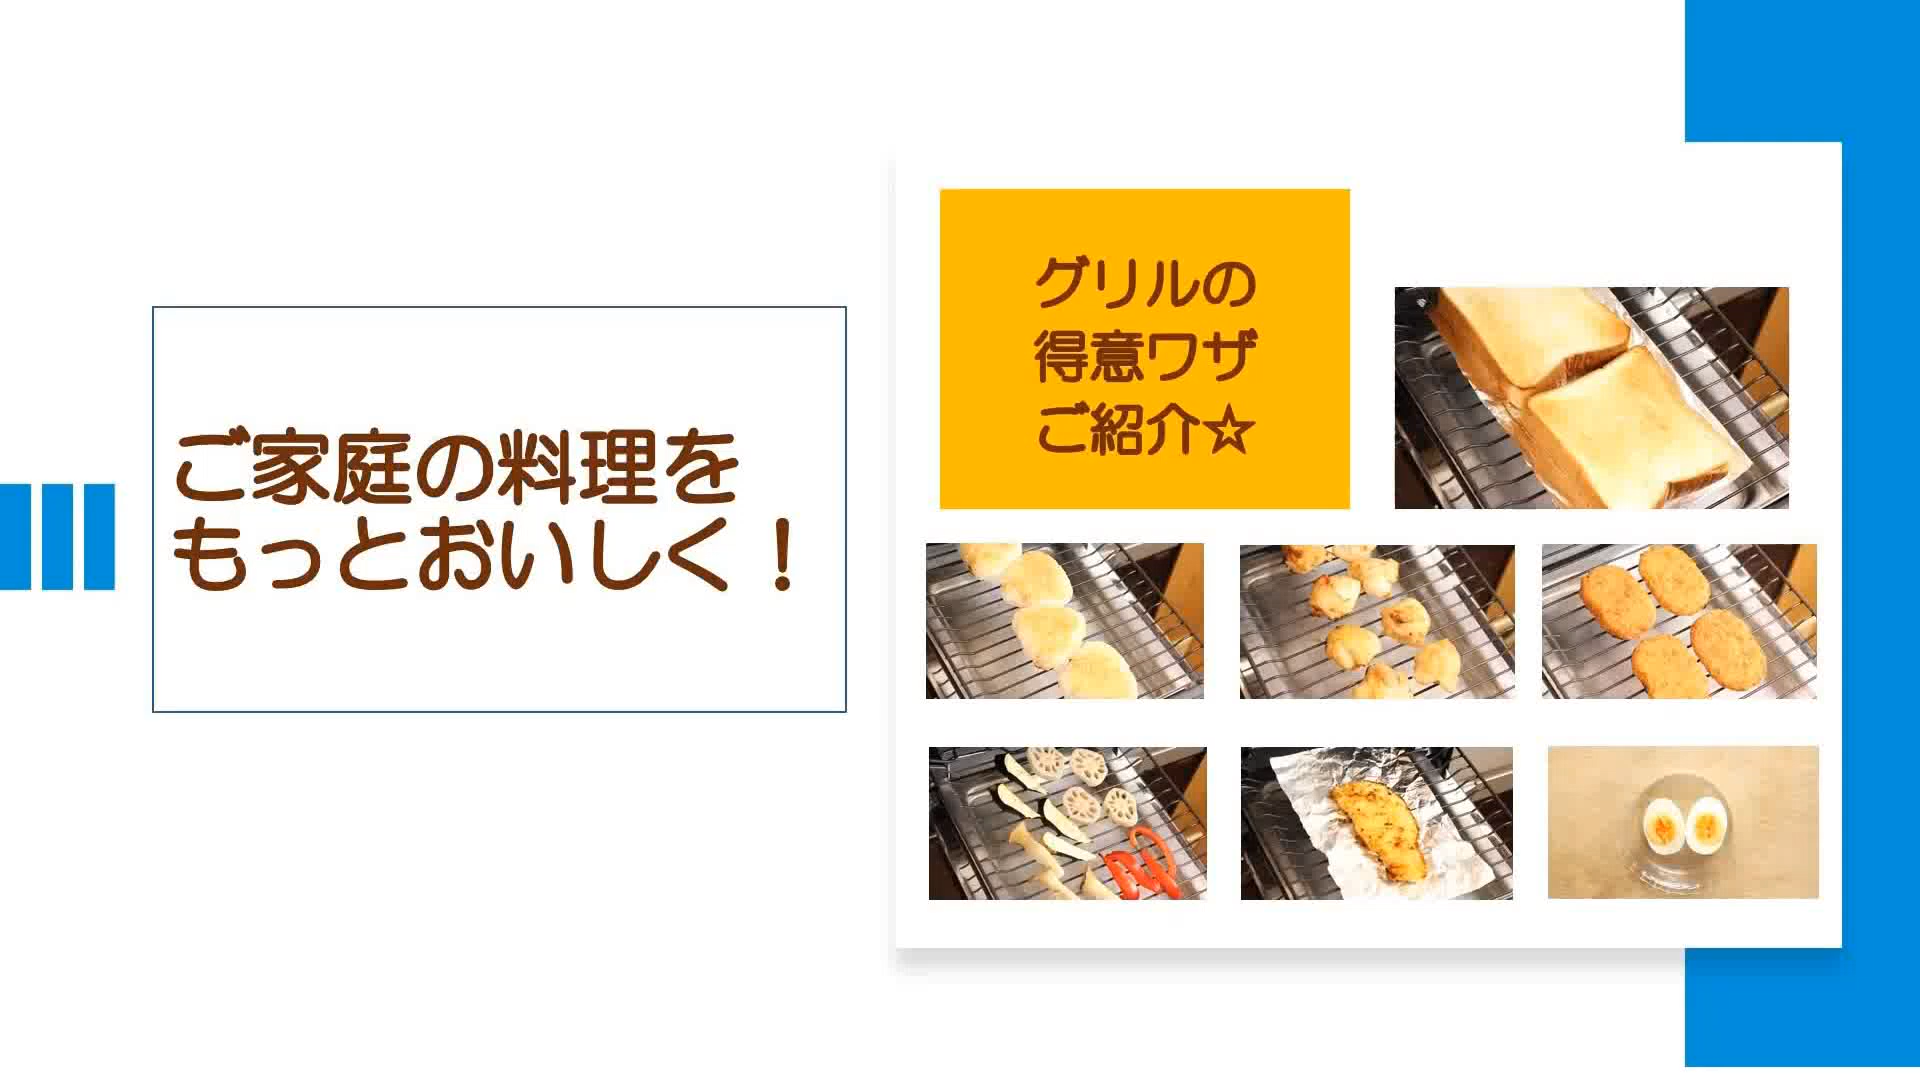 ご家庭の料理を
もっとおいしく！
グリルの
得意ワザ
ご紹介☆